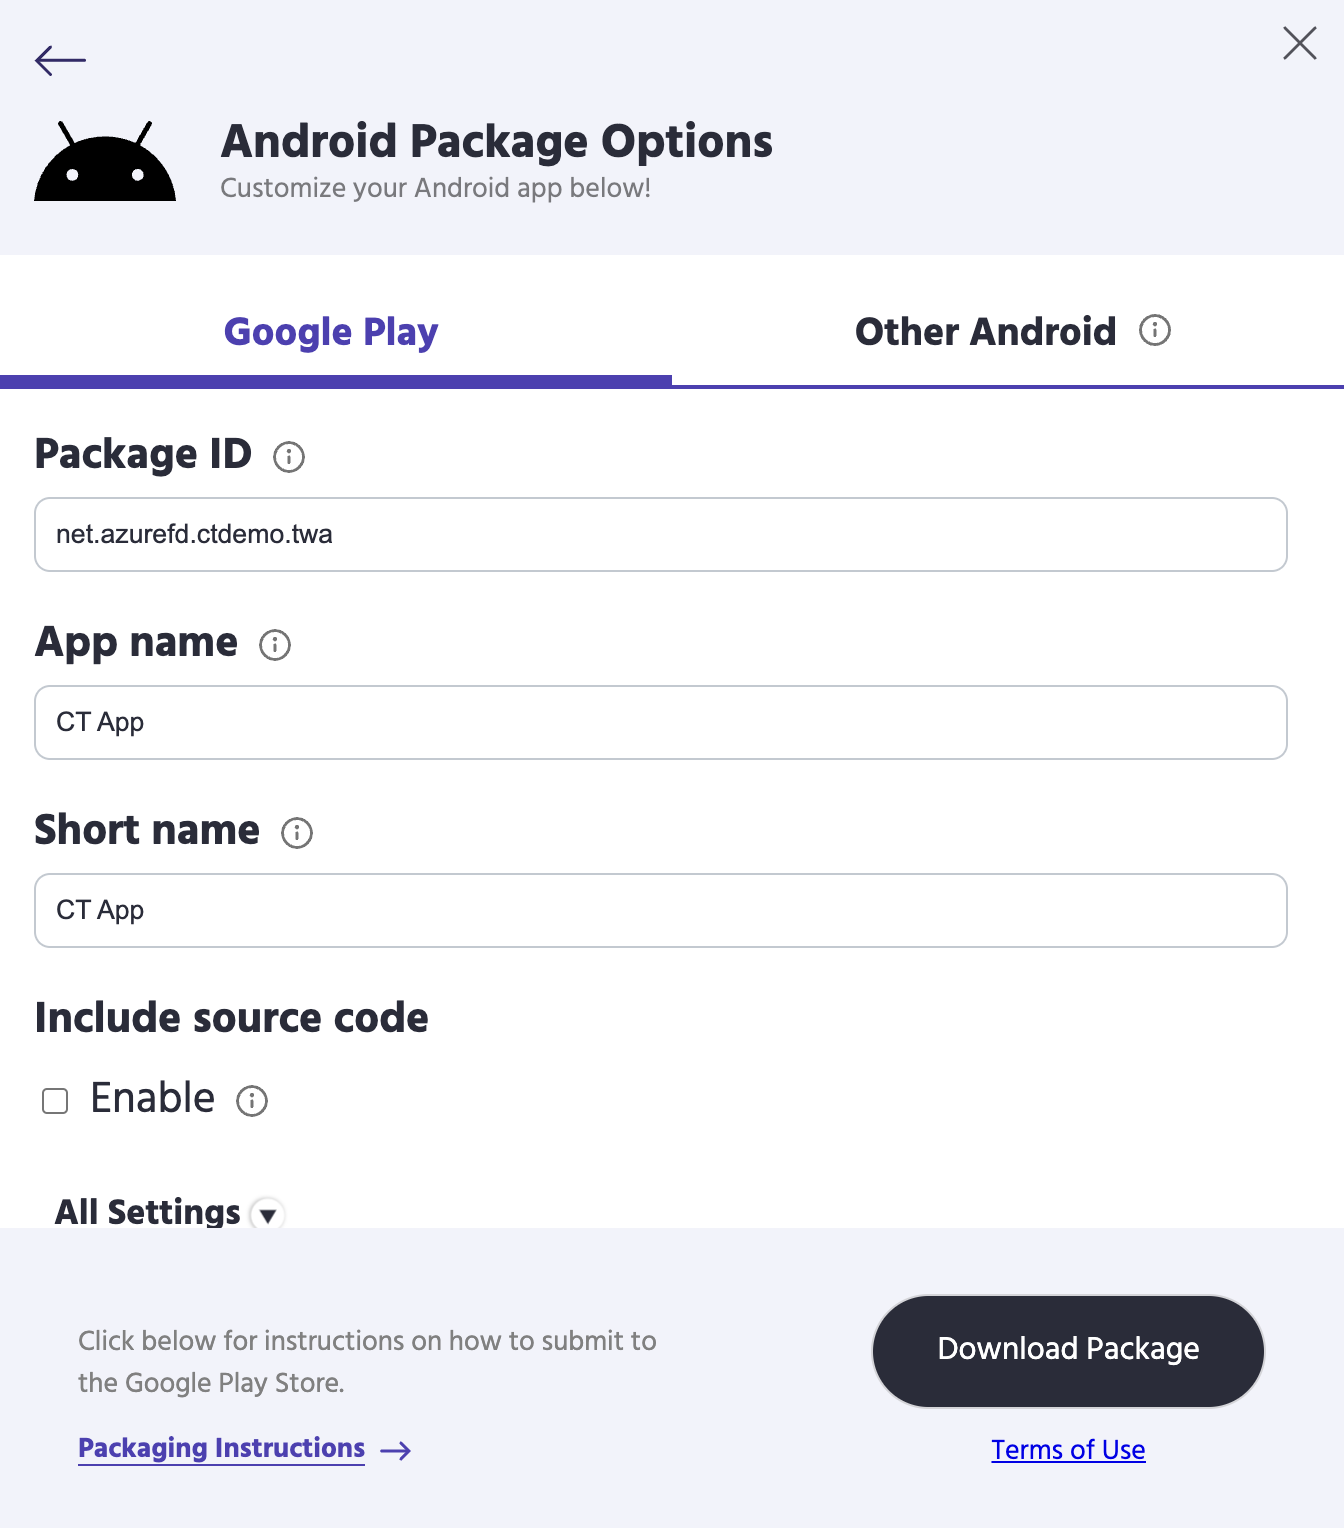 Android Package Options
Customize your Android app below!
Google Play
Other Android
Package ID
net.azurefd.ctdemo.twa
App name
CT App
Short name
CT App
Include source code
Enable
All Settings
Click below for instructions on how to submit to
the Google Play Store.
Packaging Instructions
Download Package
Terms of Use